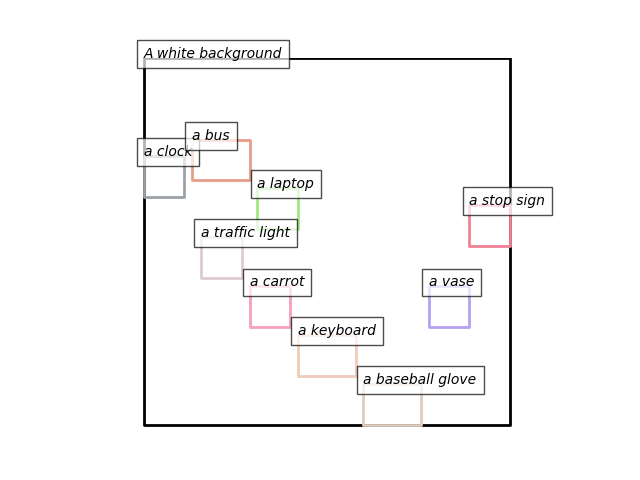 A white background
a bus
a clock
a laptop
a stop sign
a traffic light
a carrot
a vase
a keyboard
a baseball glove